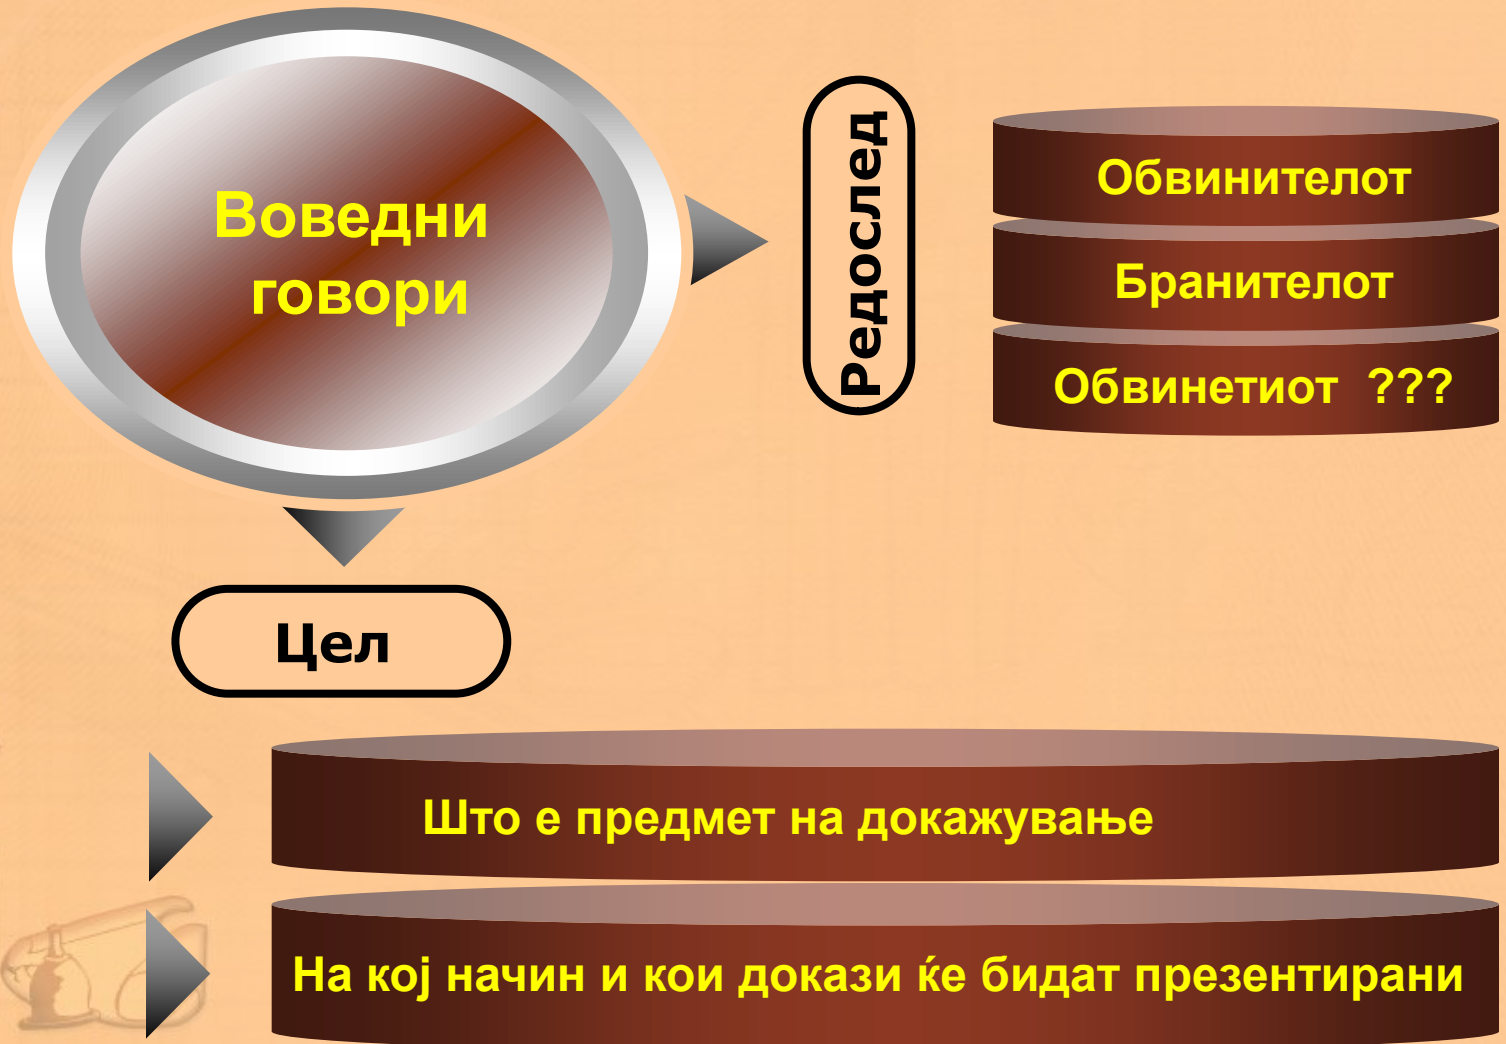 Воведни
говори
Редослед
Обвинителот
Бранителот
Обвинетиот ???
Цел
Што е предмет на докажување
На кој начин и кои докази ќе бидат презентирани